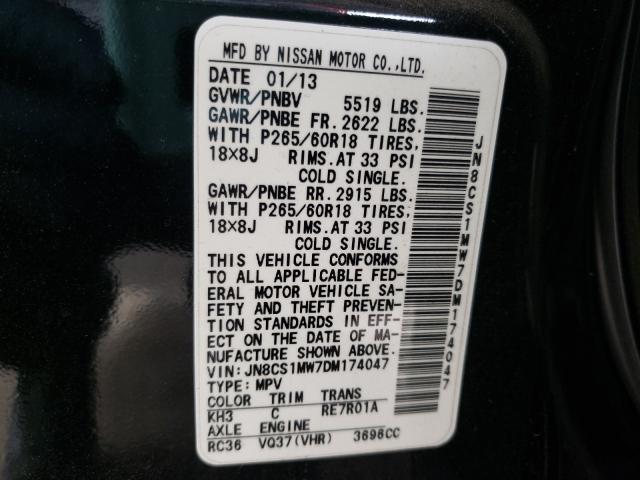 MFD BY NISSAN MOTOR CO.,LTD.
DATE 01/13
GVWR/PNBV 5519 LBS.
GAWR/PNBE FR. 2622 LBS.
WITH P265/60R18 TIRES,
18×8J RIMS.AT 33 PSI
COLD SINGLE.
GAWR/PNBE RR. 2915 LBS.
WITH P265/60R18 TIRES,
18×8J RIMS.AT 33 PSI
COLD SINGLE.
THIS VEHICLE CONFORMS
TO ALL APPLICABLE FED-
ERAL MOTOR VEHICLE SA-
FETY AND THEFT PREVEN-
TION STANDARDS IN EFF-
ECT ON THE DATE OF MA-
NUFACTURE SHOWN ABOVE.
VIN: JN8CS1MW7DM174047
TYPE: MPV
COLOR TRIM TRANS
KH3 C RE7R01A
AXLE ENGINE
RC36 VQ37(VHR) 3696CC
JN8CS1MW7DM174047